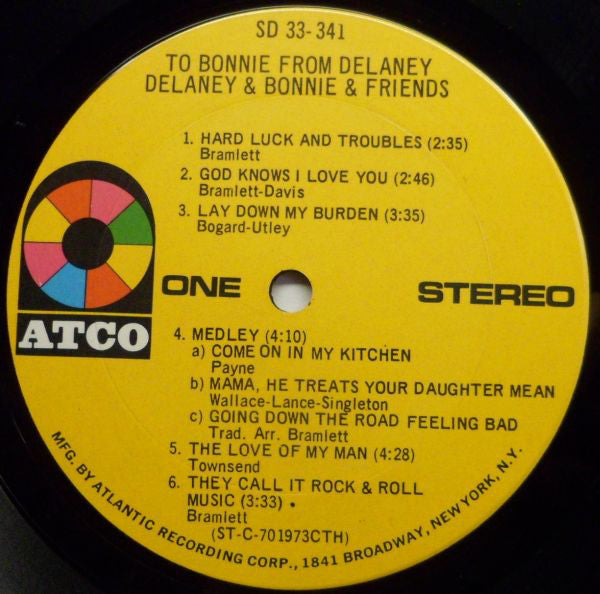 SD 33-341
TO BONNIE FROM DELANEY
DELANEY & BONNIE & FRIENDS
1. HARD LUCK AND TROUBLES (2:35)
Bramlett
2. GOD KNOWS I LOVE YOU (2:46)
Bramlett-Davis
3. LAY DOWN MY BURDEN (3:35)
Bogard-Utley
ONE
STEREO
ATCO
4. MEDLEY (4:10)
a) COME ON IN MY KITCHEN
Payne
b) MAMA, HE TREATS YOUR DAUGHTER MEAN
Wallace-Lance-Singleton
c) GOING DOWN THE ROAD FEELING BAD
Trad. Arr. Bramlett
5. THE LOVE OF MY MAN (4:28)
Townsend
6. THEY CALL IT ROCK & ROLL
MUSIC (3:33) •
Bramlett
(ST-C-701973CTH)
MFG. BY ATLANTIC RECORDING CORP., 1841 BROADWAY, NEW YORK, N.Y.